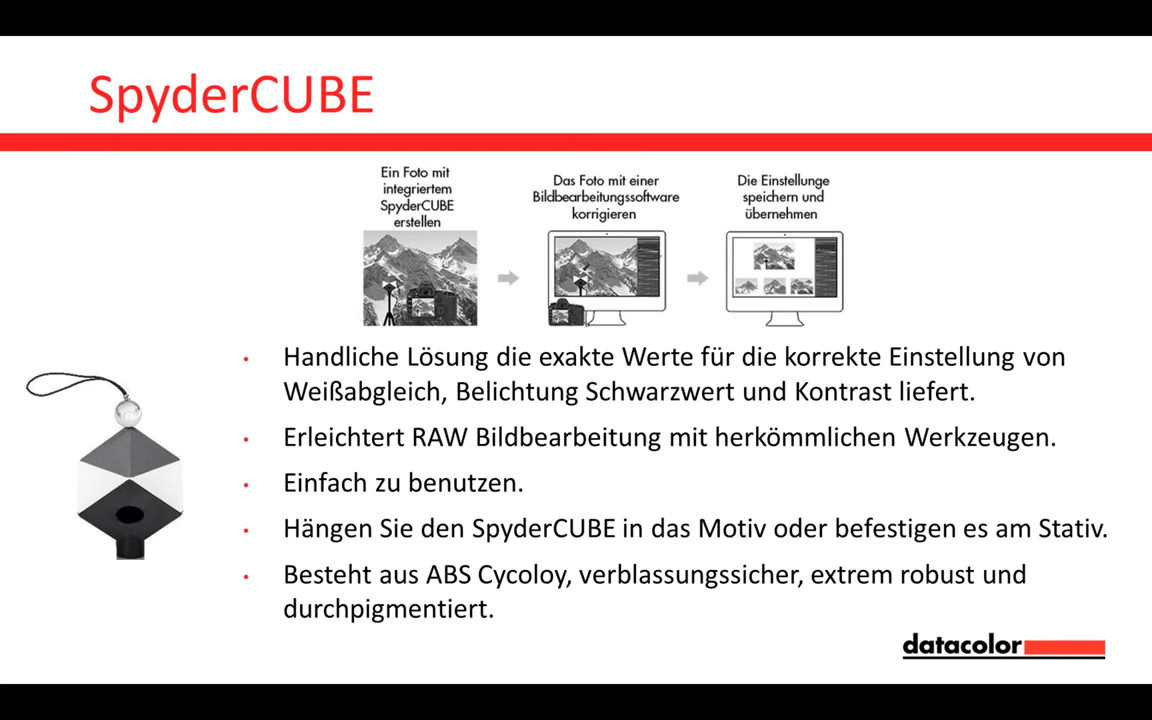 SpyderCUBE
Ein Foto mit
integriertem
SpyderCUBE
erstellen
Das Foto mit einer
Bildbearbeitungssoftware
korrigieren
Die Einstellunge
speichern und
übernehmen
• Handliche Lösung die exakte Werte für die korrekte Einstellung von
Weißabgleich, Belichtung Schwarzwert und Kontrast liefert.
• Erleichtert RAW Bildbearbeitung mit herkömmlichen Werkzeugen.
• Einfach zu benutzen.
• Hängen Sie den SpyderCUBE in das Motiv oder befestigen es am Stativ.
• Besteht aus ABS Cycoloy, verblassungssicher, extrem robust und
durchpigmentiert.
datacolor